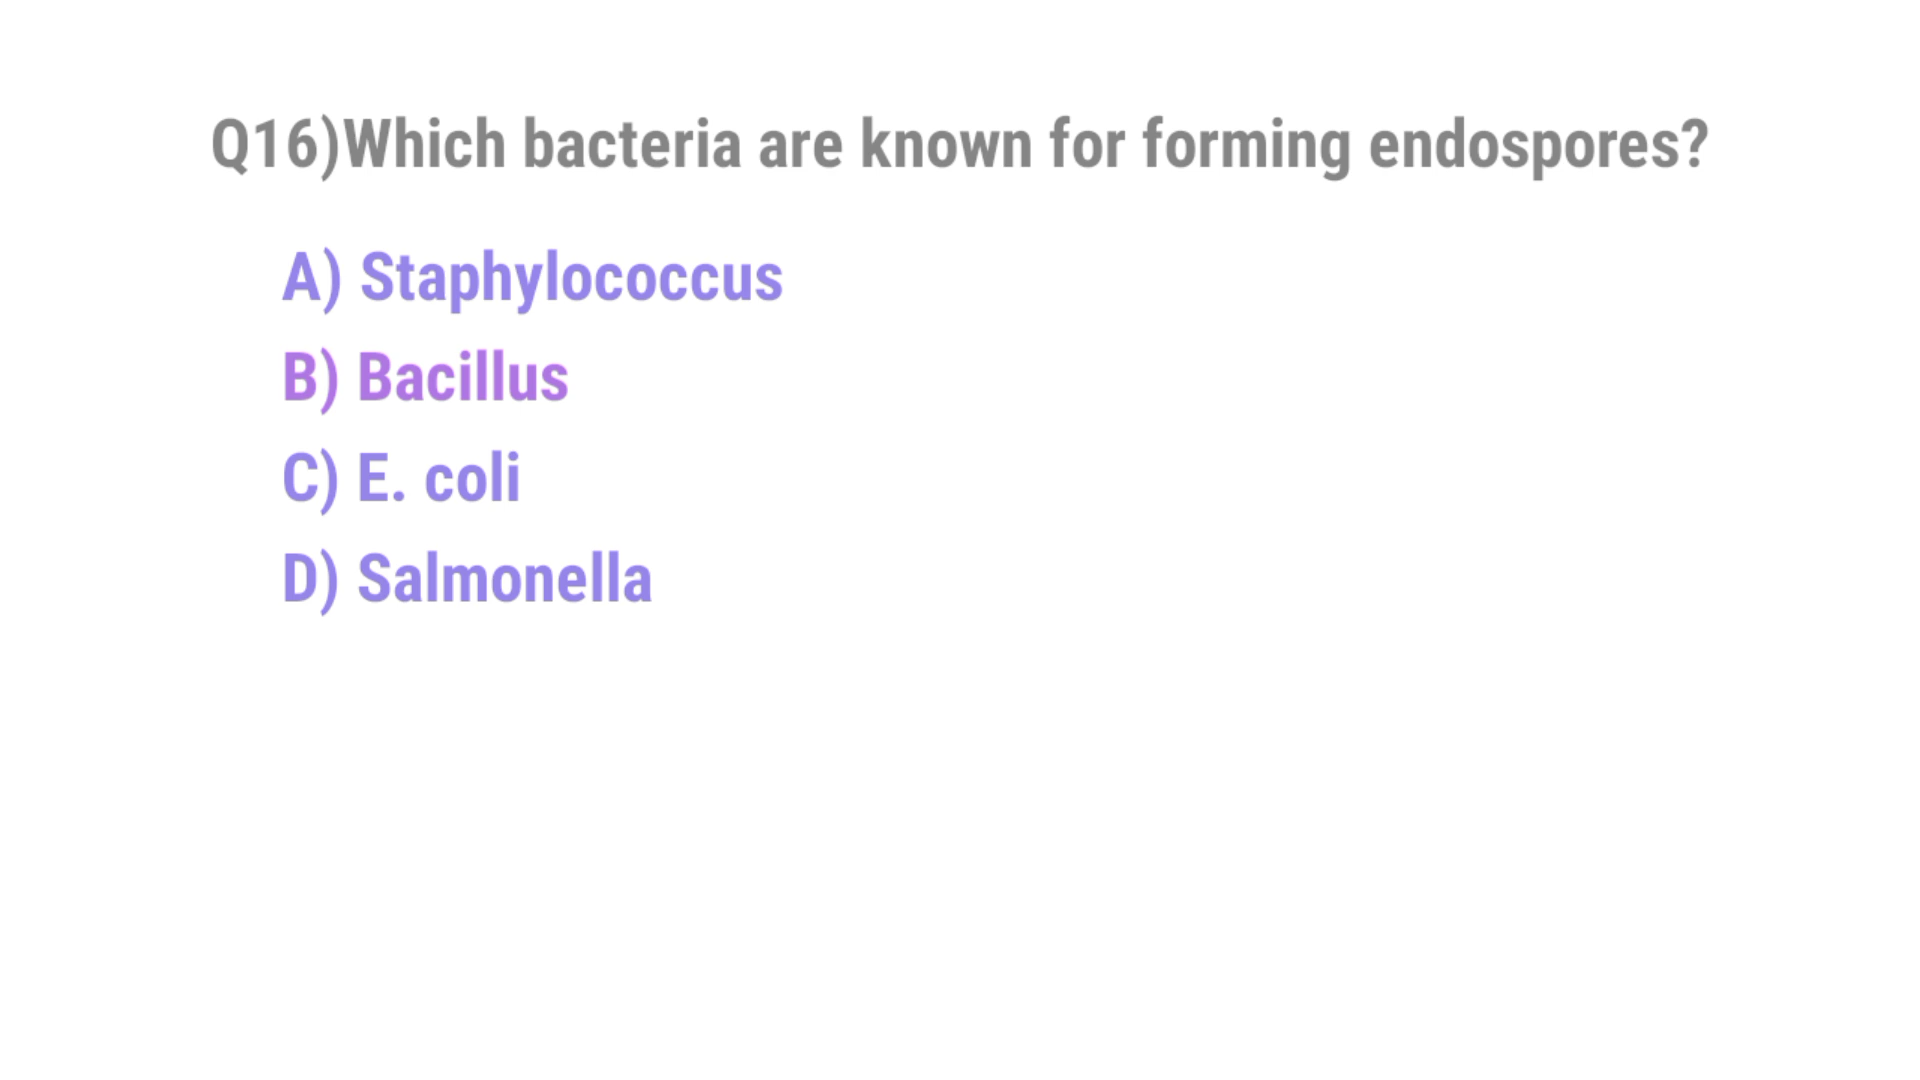 Q16)Which bacteria are known for forming endospores?
A) Staphylococcus
B) Bacillus
C) E. coli
D) Salmonella